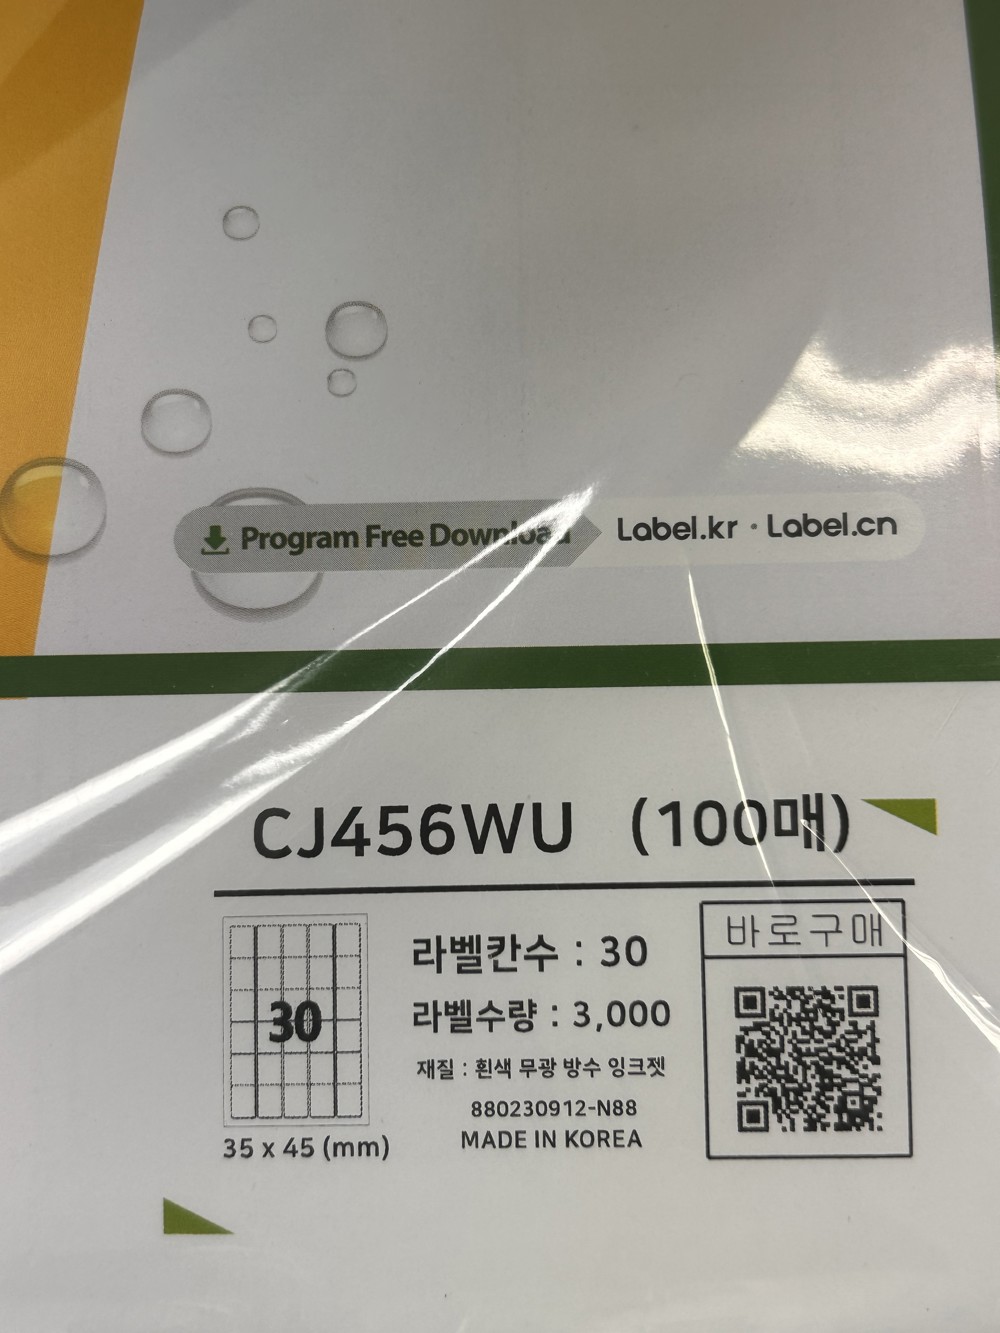 Program Free Download
Label.kr · Label.cn
CJ456WU (100매)
30
35 x 45 (mm)
라벨칸수 : 30
라벨수량 : 3,000
재질 : 흰색 무광 방수 잉크젯
880230912-N88
MADE IN KOREA
바로구매